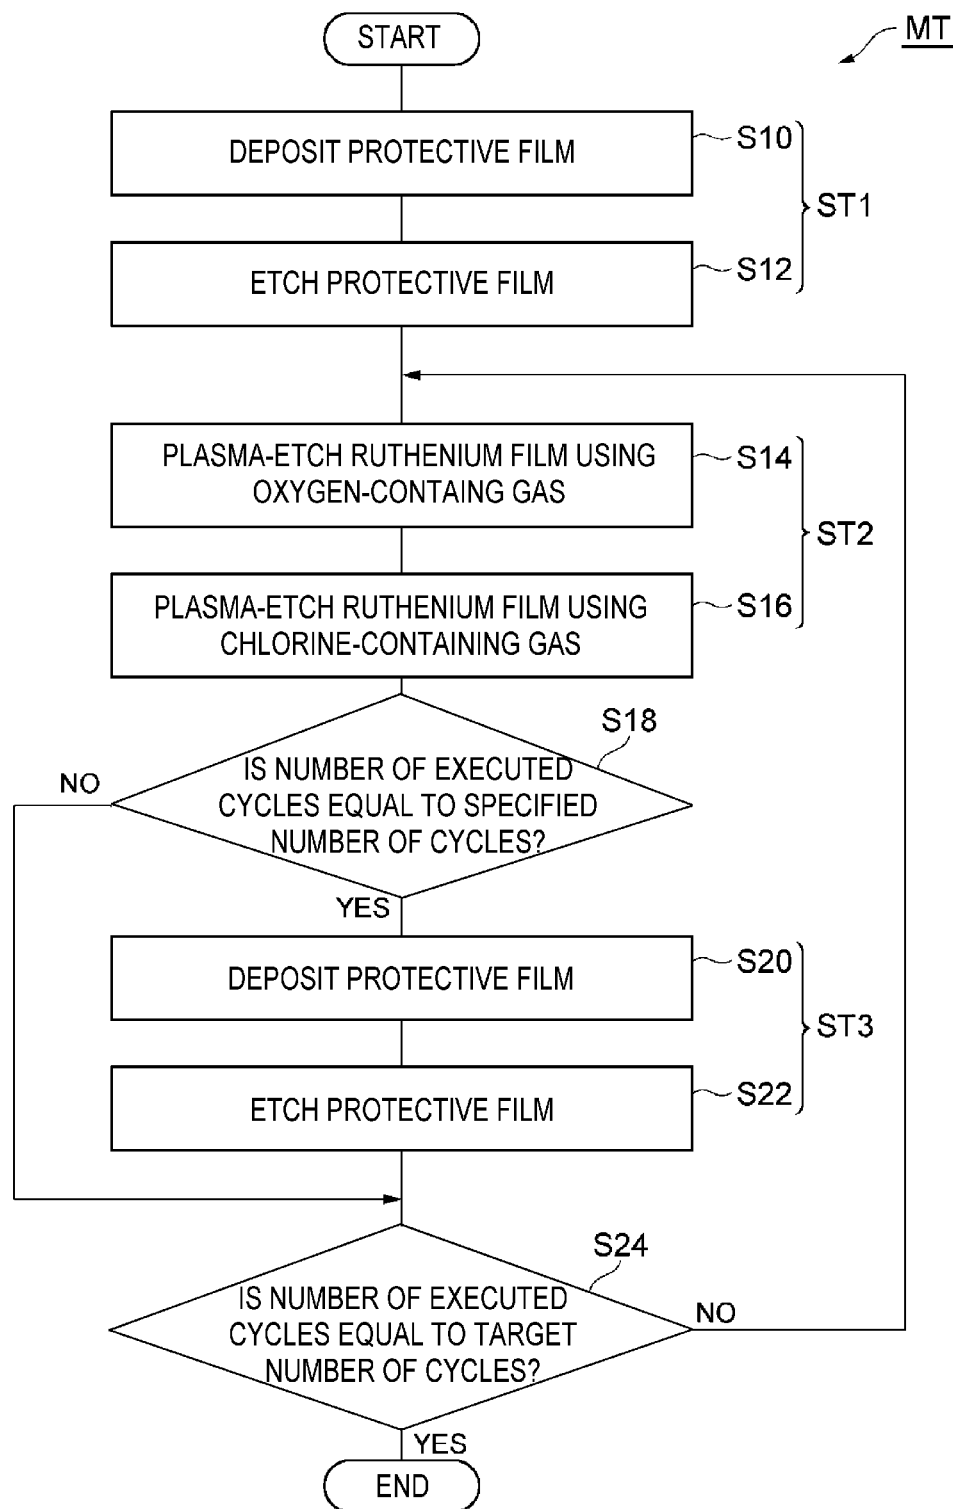 START
MT
DEPOSIT PROTECTIVE FILM
S10
ST1
ETCH PROTECTIVE FILM
S12
PLASMA-ETCH RUTHENIUM FILM USING
OXYGEN-CONTAING GAS
S14
ST2
PLASMA-ETCH RUTHENIUM FILM USING
CHLORINE-CONTAINING GAS
S16
S18
IS NUMBER OF EXECUTED
CYCLES EQUAL TO SPECIFIED
NUMBER OF CYCLES?
NO
YES
DEPOSIT PROTECTIVE FILM
S20
ST3
ETCH PROTECTIVE FILM
S22
S24
IS NUMBER OF EXECUTED
CYCLES EQUAL TO TARGET
NUMBER OF CYCLES?
NO
YES
END